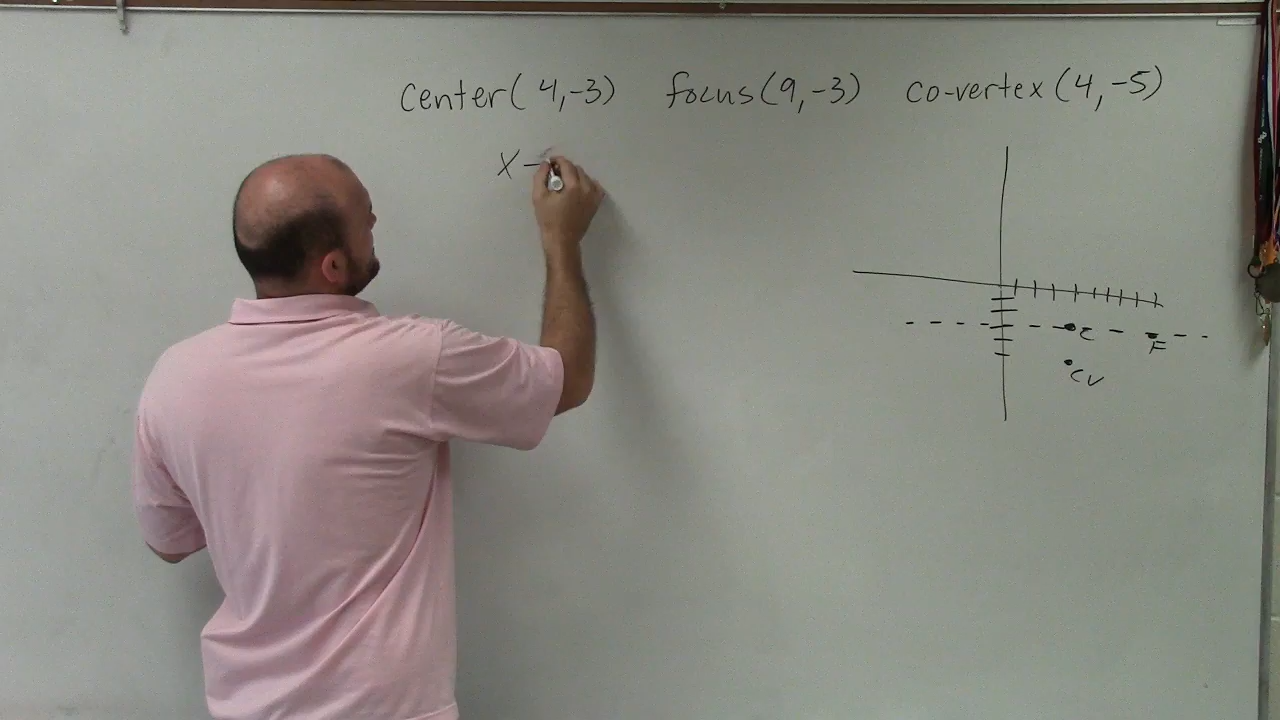 center(4,-3) focus(9,-3) co-vertex(4,-5)
x-
C
F
CV